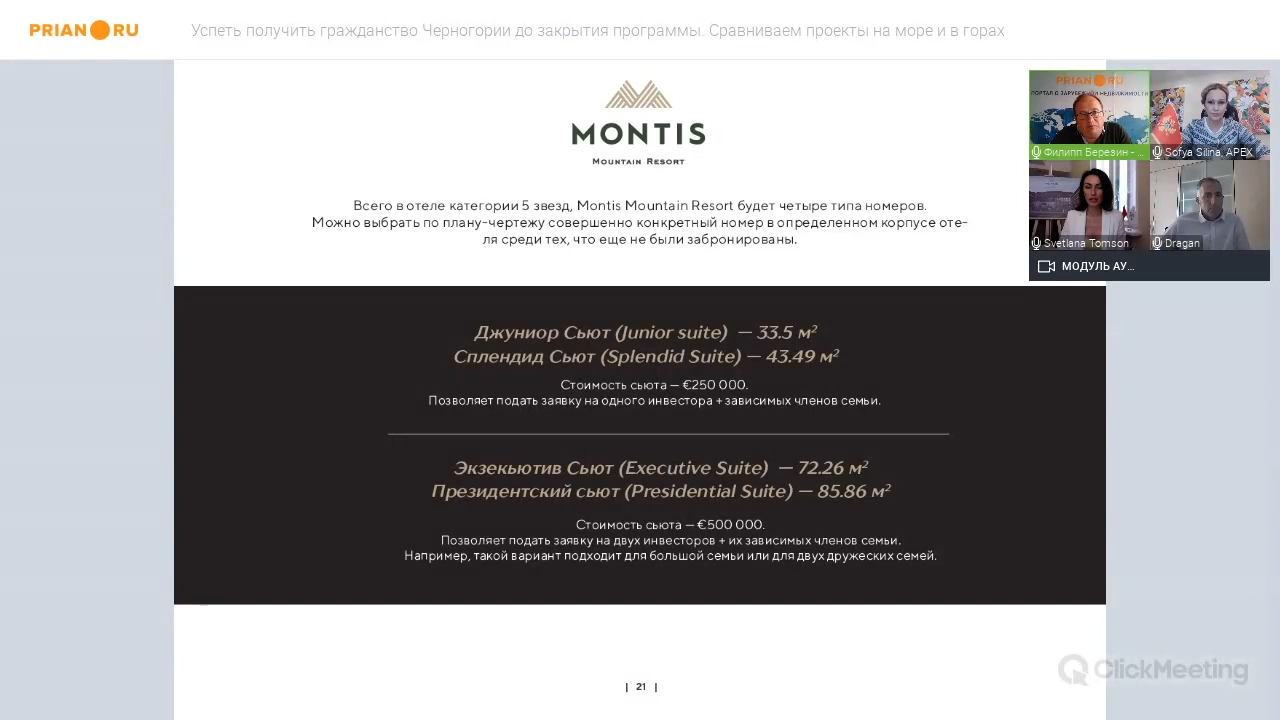 PRIAN RU
Успеть получить гражданство Черногории до закрытия программы. Сравниваем проекты на море и в горах
MONTIS
MOUNTAIN RESORT
Всего в отеле категории 5 звезд, Montis Mountain Resort будет четыре типа номеров.
Можно выбрать по плану-чертежу совершенно конкретный номер в определенном корпусе оте-
ля среди тех, что еще не были забронированы.
Джуниор Сьют (Junior suite) — 33.5 м²
Сплендид Сьют (Splendid Suite) — 43.49 м²
Стоимость сьюта — €250 000.
Позволяет подать заявку на одного инвестора + зависимых членов семьи.
Экзекьютив Сьют (Executive Suite) — 72.26 м²
Президентский сьют (Presidential Suite) — 85.86 м²
Стоимость сьюта — €500 000.
Позволяет подать заявку на двух инвесторов + их зависимых членов семьи.
Например, такой вариант подходит для большой семьи или для двух дружеских семей.
| 21 |
PRIAN RU
ПОРТАЛ О ЗАРУБЕЖНОЙ НЕДВИЖИМОСТИ
Филипп Березин - ...
Sofya Silina, APEX
Svetlana Tomson
Dragan
МОДУЛЬ АУ...
ClickMeeting